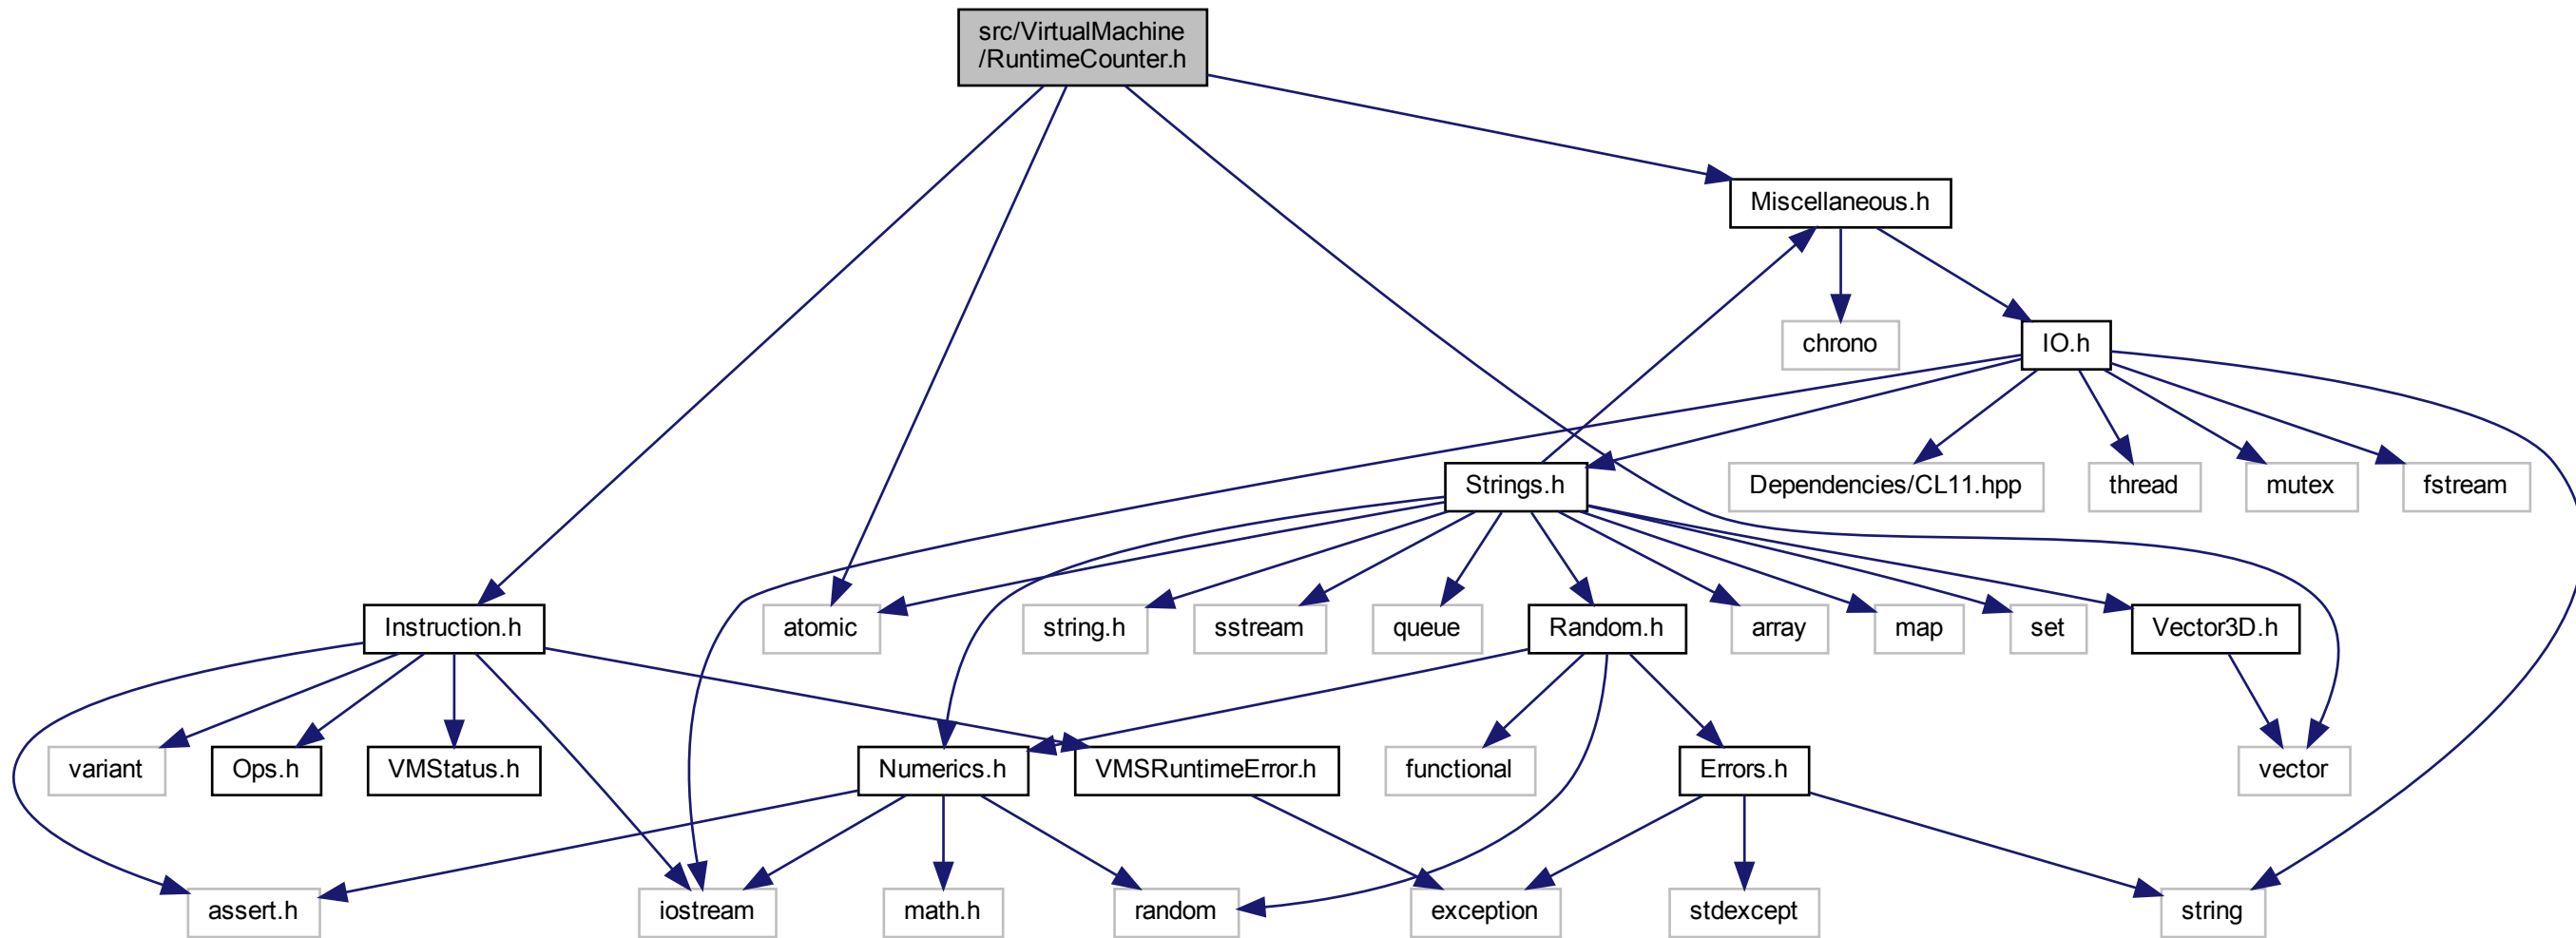 src/VirtualMachine
/RuntimeCounter.h
Miscellaneous.h
chrono
IO.h
Strings.h
Dependencies/CL11.hpp
thread
mutex
fstream
Instruction.h
atomic
string.h
sstream
queue
Random.h
array
map
set
Vector3D.h
variant
Ops.h
VMStatus.h
Numerics.h
VMSRuntimeError.h
functional
Errors.h
vector
assert.h
iostream
math.h
random
exception
stdexcept
string